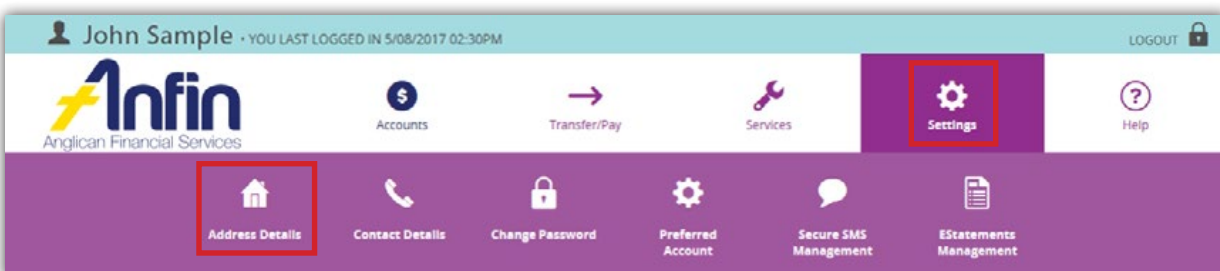 John Sample • YOU LAST LOGGED IN 5/08/2017 02:30PM
LOGOUT
Anfin
Anglican Financial Services
Accounts
Transfer/Pay
Services
Settings
Help
Address Details
Contact Details
Change Password
Preferred
Account
Secure SMS
Management
EStatements
Management